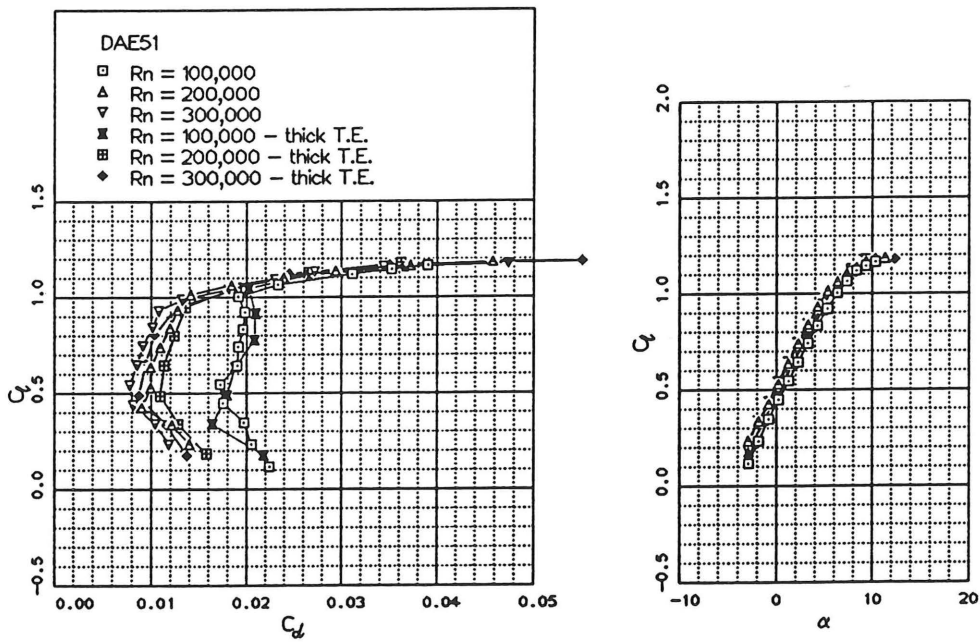 DAE51
Rn = 100,000
Rn = 200,000
Rn = 300,000
Rn = 100,000 - thick T.E.
Rn = 200,000 - thick T.E.
Rn = 300,000 - thick T.E.
1.5
1.0
0.5
0.0
-0.5
Cℓ
0.00 0.01 0.02 0.03 0.04 0.05
Cd
2.0
1.5
1.0
0.5
0.0
-0.5
Cℓ
-10 0 10 20
α